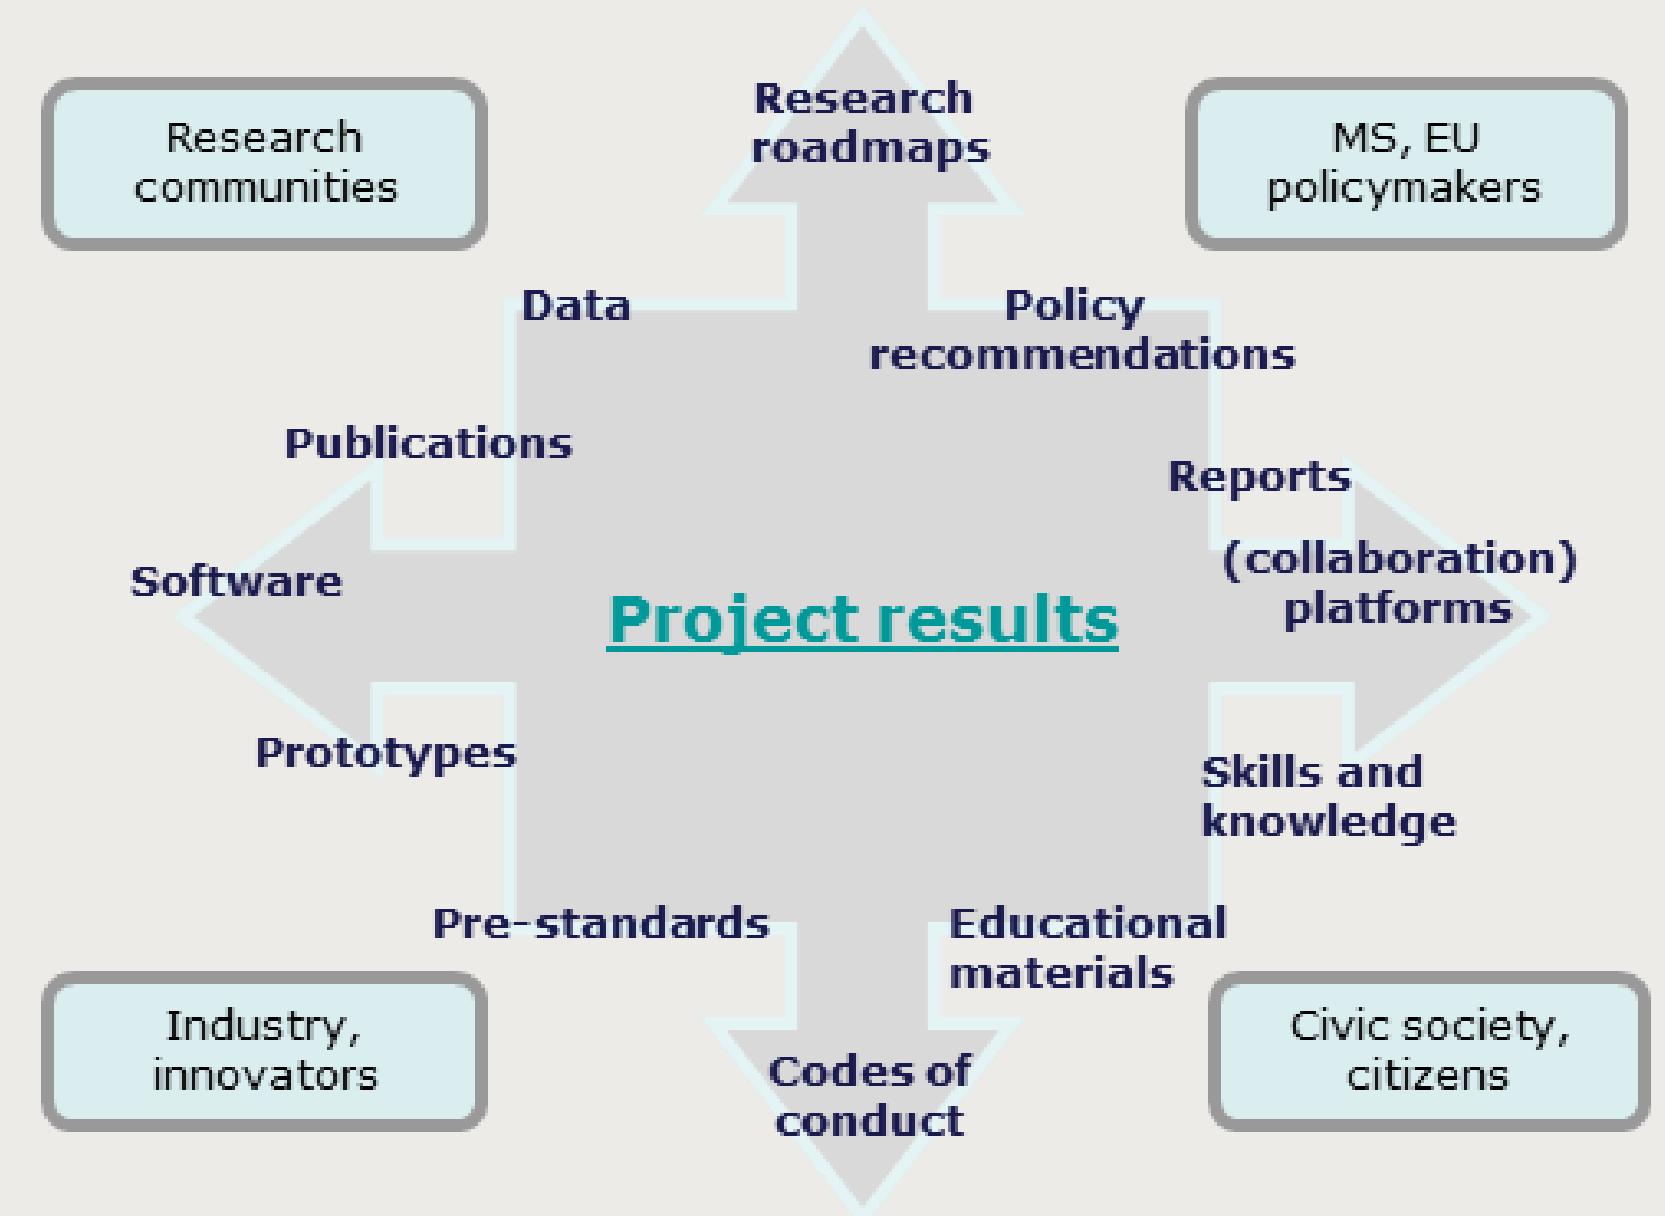 Research
communities
Research
roadmaps
MS, EU
policymakers
Data
Policy
recommendations
Publications
Reports
Software
(collaboration)
platforms
Project results
Prototypes
Skills and
knowledge
Pre-standards
Educational
materials
Industry,
innovators
Codes of
conduct
Civic society,
citizens